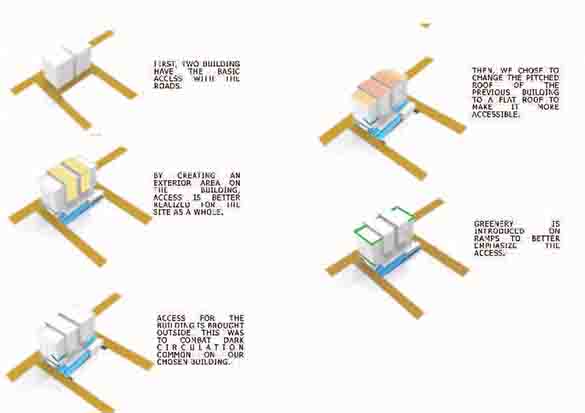 FIRST, TWO BUILDING
HAVE THE BASIC
ACCESS WITH THE
ROADS.
BY CREATING AN
EXTERIOR AREA ON
THE BUILDING,
ACCESS IS BETTER
REALIZED FOR THE
SITE AS A WHOLE.
ACCESS FOR THE
BUILDING IS BROUGHT
OUTSIDE. THIS WAS
TO COMBAT DARK
CIRCULATION
COMMON ON OUR
CHOSEN BUILDING.
THEN, WE CHOSE TO
CHANGE THE PITCHED
ROOF OF THE
PREVIOUS BUILDING
TO A FLAT ROOF TO
MAKE IT MORE
ACCESSIBLE.
GREENERY IS
INTRODUCED ON
RAMPS TO BETTER
EMPHASIZE THE
ACCESS.